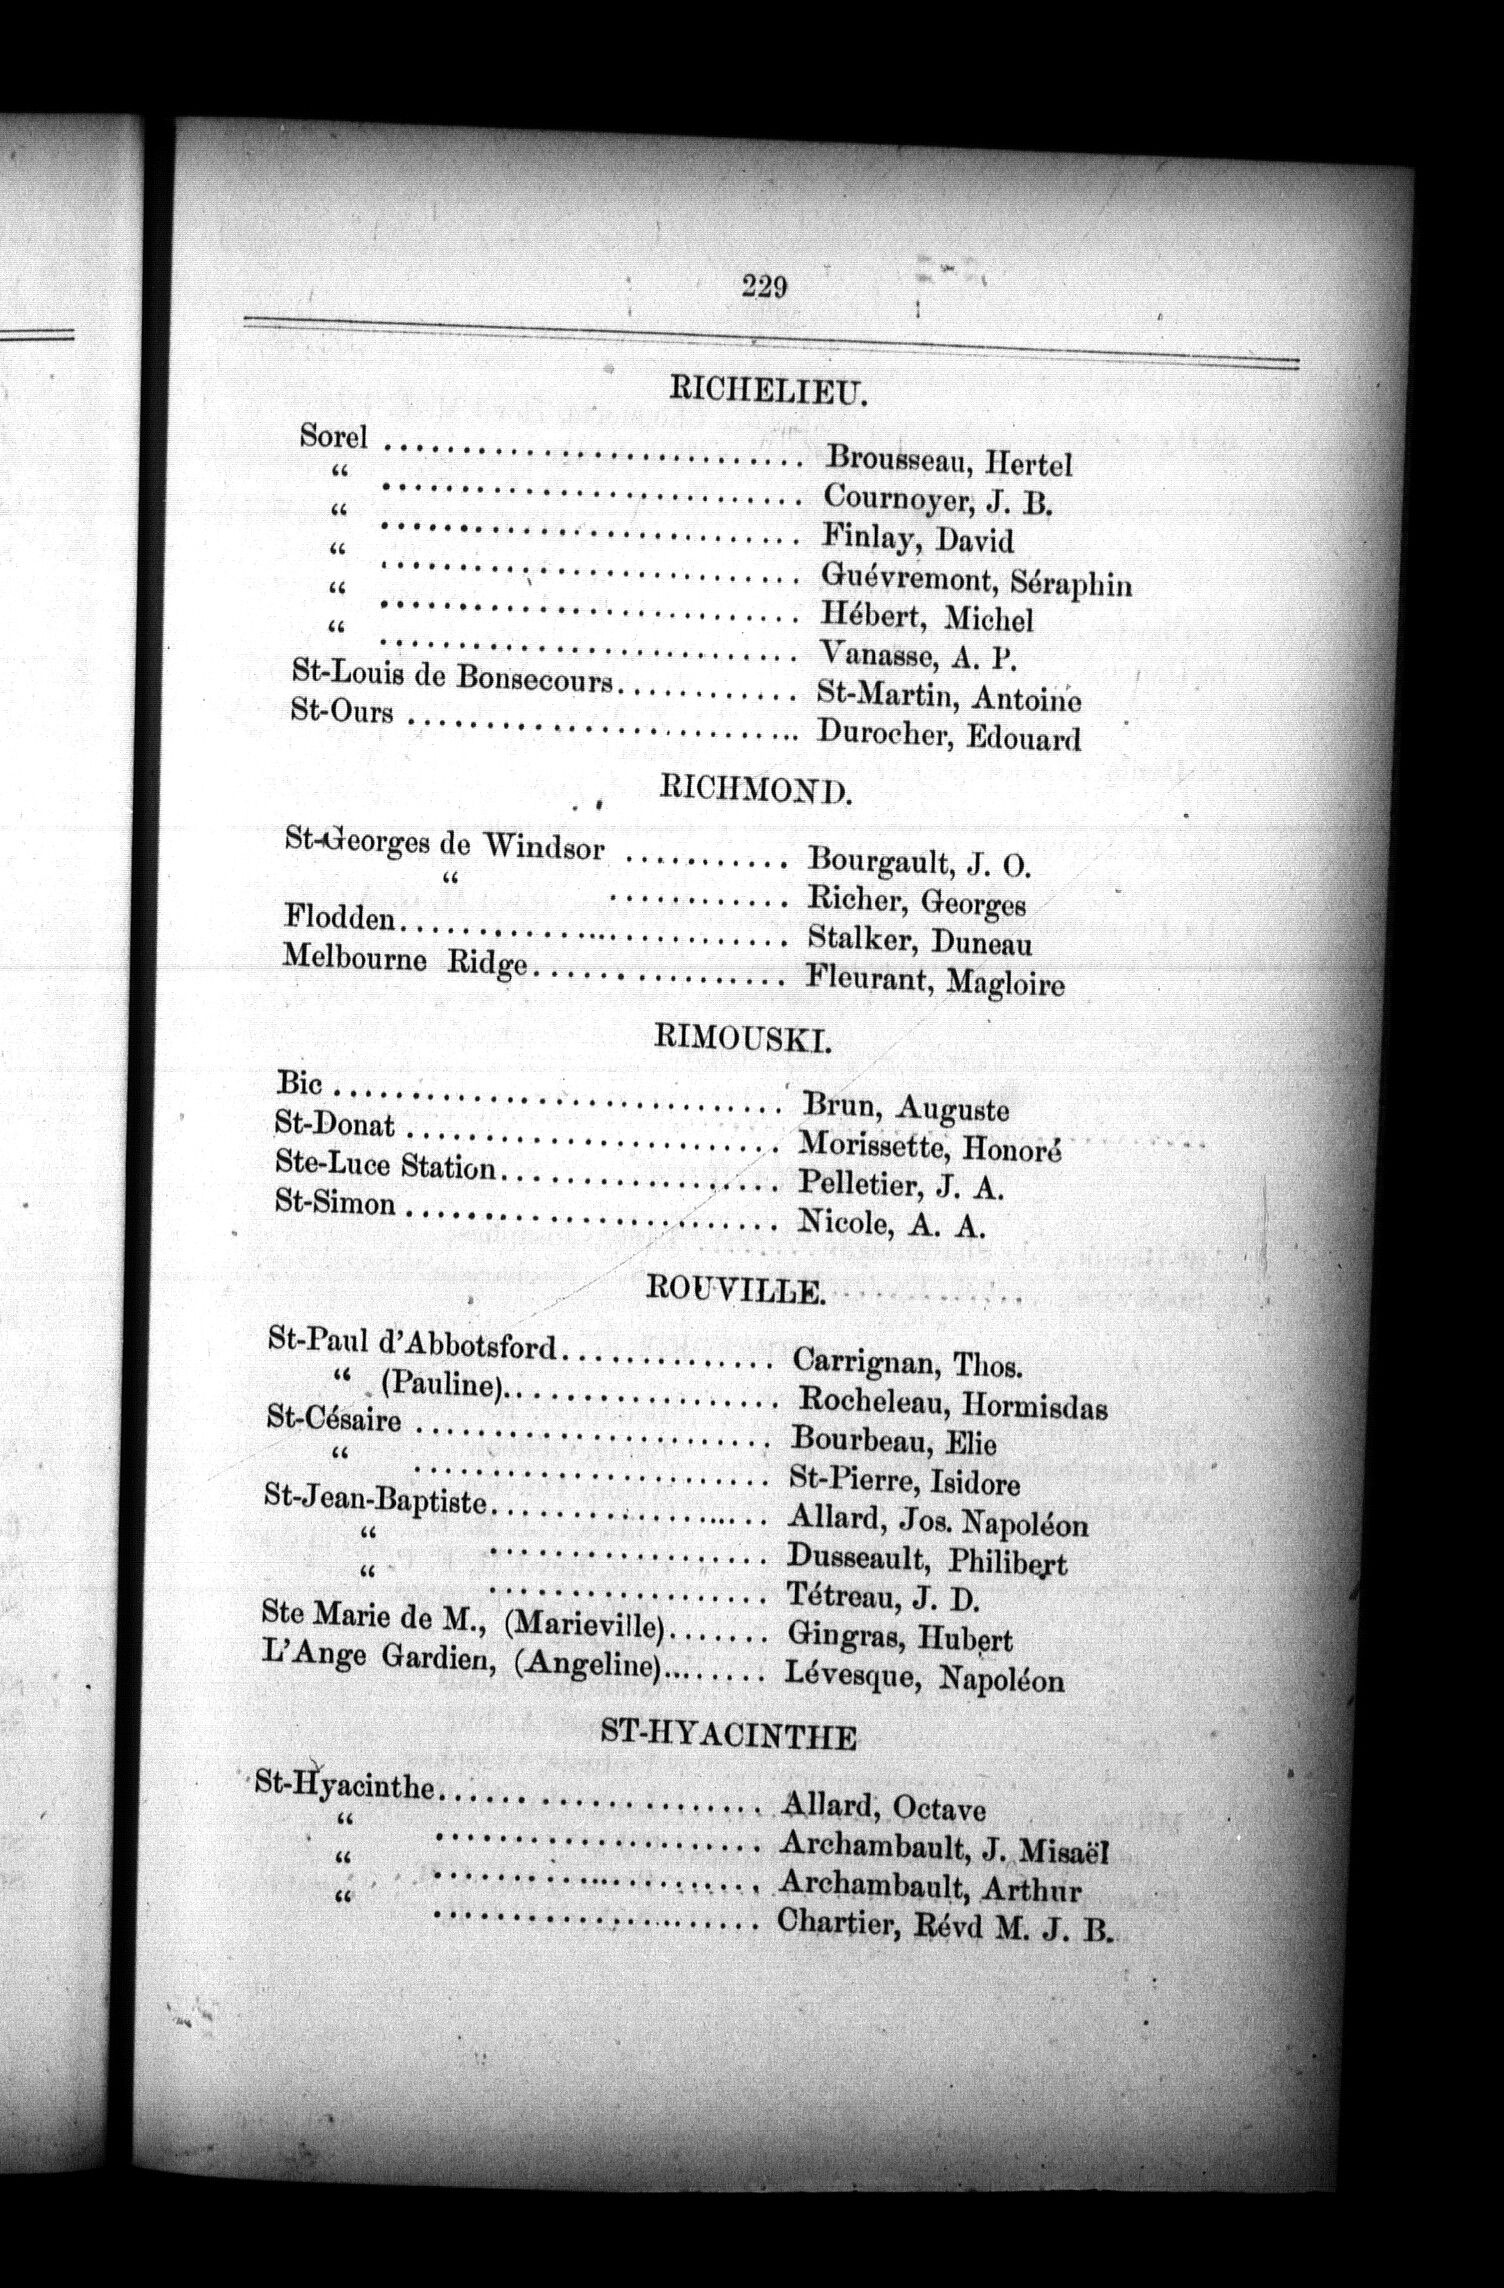 229
RICHELIEU.
Sorel ........................... Brousseau, Hertel
“ ........................... Cournoyer, J. B.
“ ........................... Finlay, David
“ ........................... Guévremont, Séraphin
“ ........................... Hébert, Michel
“ ........................... Vanasse, A. P.
St-Louis de Bonsecours............ St-Martin, Antoine
St-Ours ......................... Durocher, Edouard
RICHMOND.
St-Georges de Windsor ........... Bourgault, J. O.
“ ............ Richer, Georges
Flodden......................... Stalker, Duneau
Melbourne Ridge................ Fleurant, Magloire
RIMOUSKI.
Bic ............................. Brun, Auguste
St-Donat ........................ Morissette, Honoré
Ste-Luce Station.................. Pelletier, J. A.
St-Simon ........................ Nicole, A. A.
ROUVILLE.
St-Paul d'Abbotsford.............. Carrignan, Thos.
“ (Pauline).................. Rocheleau, Hormisdas
St-Césaire ....................... Bourbeau, Elie
“ ....................... St-Pierre, Isidore
St-Jean-Baptiste.................. Allard, Jos. Napoléon
“ .................. Dusseault, Philibert
“ .................. Tétreau, J. D.
Ste Marie de M., (Marieville)....... Gingras, Hubert
L'Ange Gardien, (Angeline)........ Lévesque, Napoléon
ST-HYACINTHE
St-Hyacinthe..................... Allard, Octave
“ ..................... Archambault, J. Misaël
“ ..................... Archambault, Arthur
“ ..................... Chartier, Révd M. J. B.